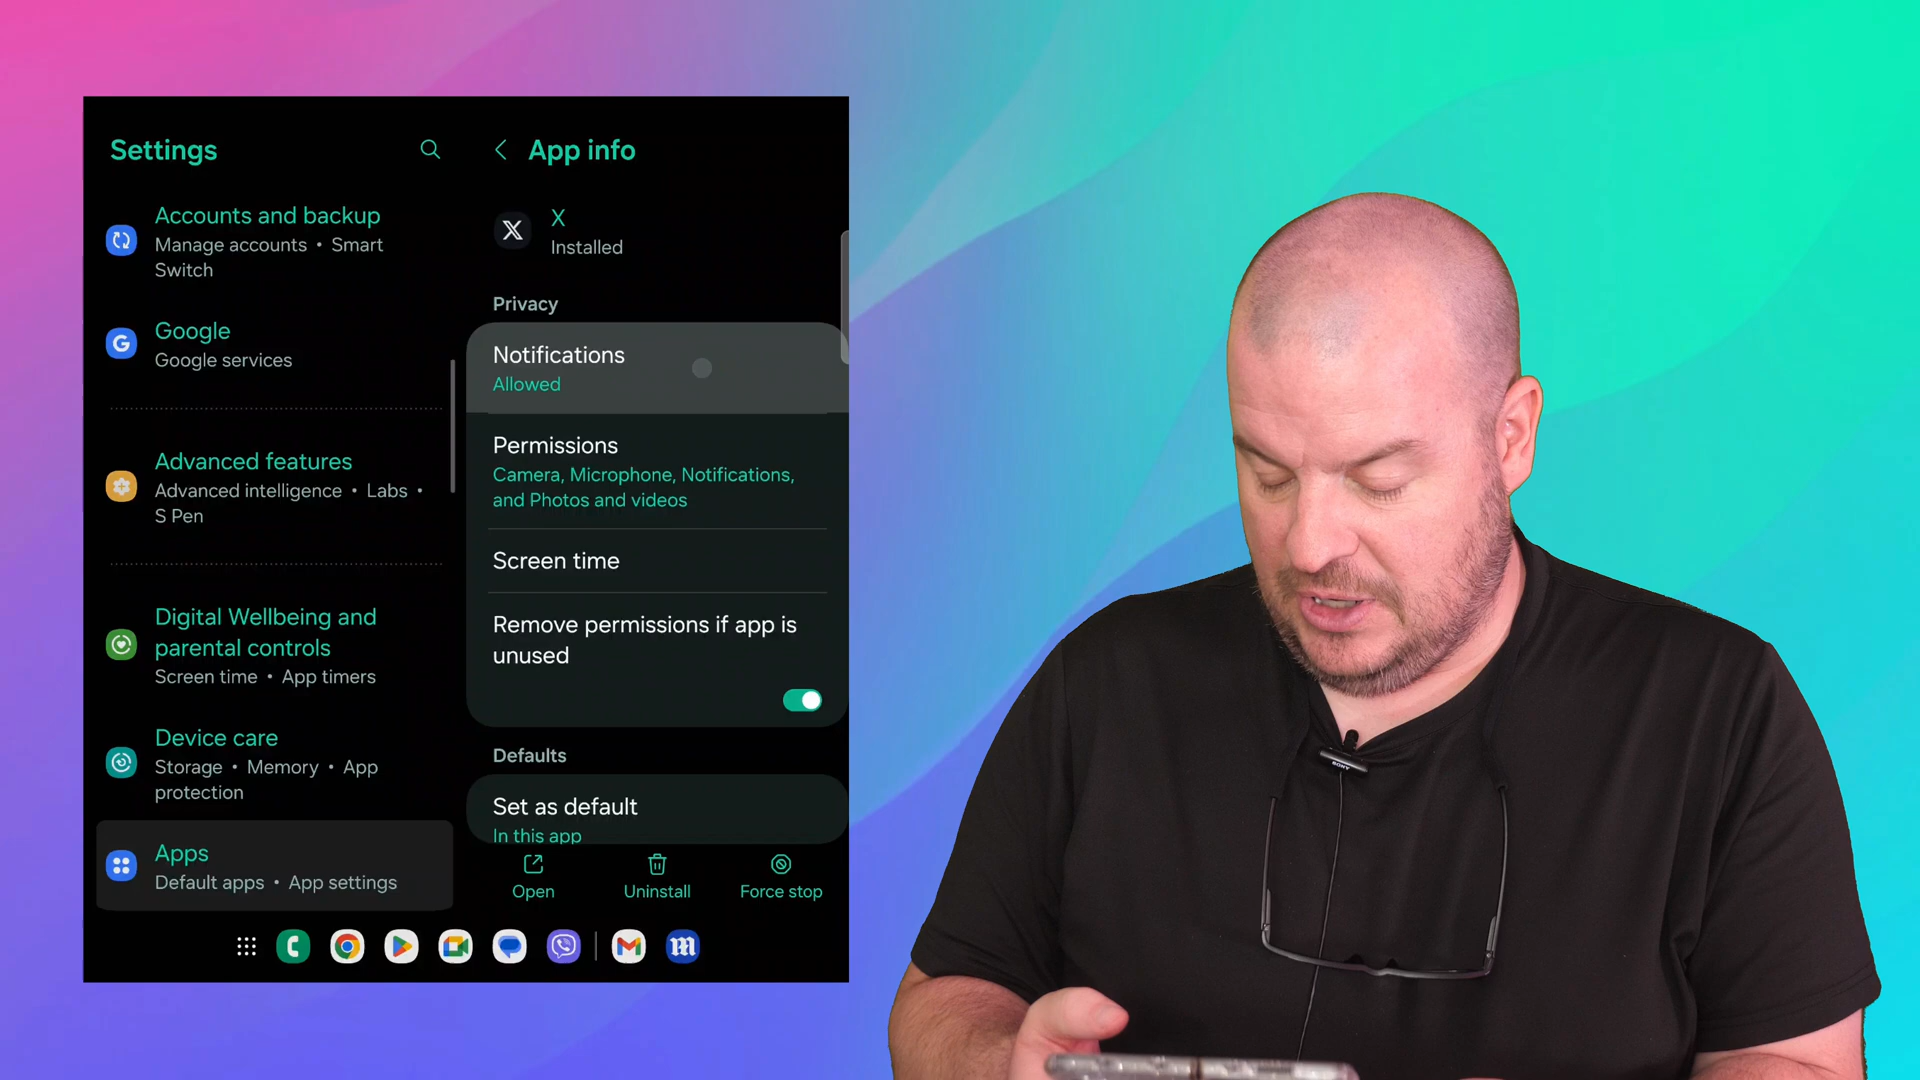 Settings
Accounts and backup
Manage accounts • Smart
Switch
Google
Google services
Advanced features
Advanced intelligence • Labs •
S Pen
Digital Wellbeing and
parental controls
Screen time • App timers
Device care
Storage • Memory • App
protection
Apps
Default apps • App settings
App info
X
Installed
Privacy
Notifications
Allowed
Permissions
Camera, Microphone, Notifications,
and Photos and videos
Screen time
Remove permissions if app is
unused
Defaults
Set as default
In this app
Open
Uninstall
Force stop
SONY